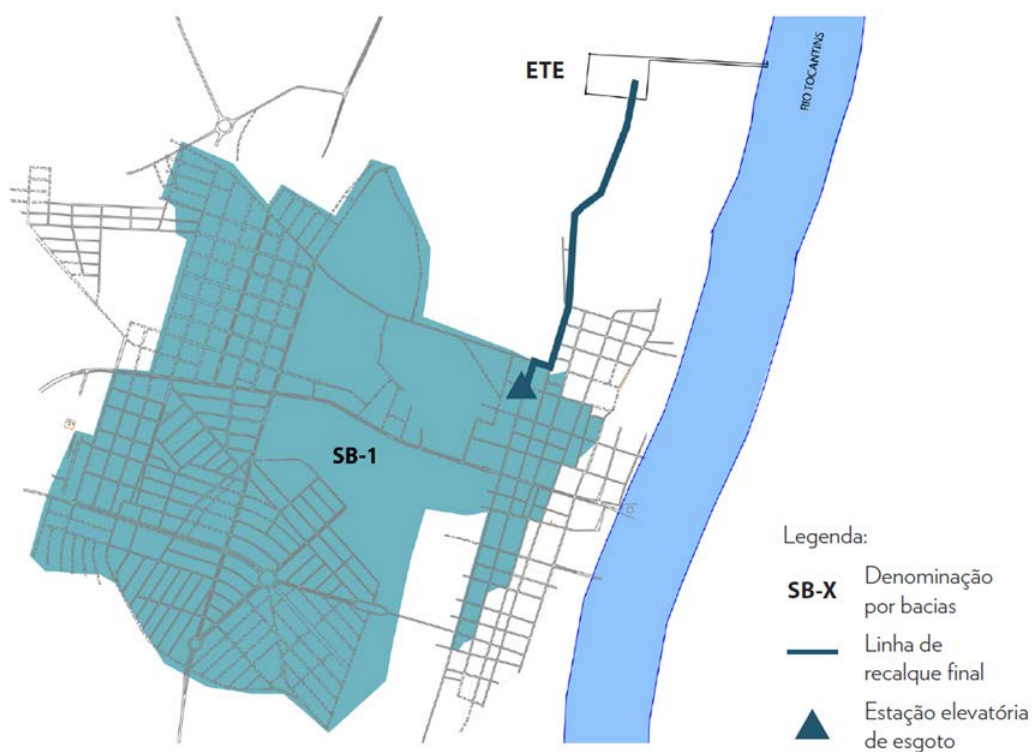 ETE
RIO TOCANTINS
SB-1
Legenda:
SB-X
Denominação
por bacias
Linha de
recalque final
Estação elevatória
de esgoto